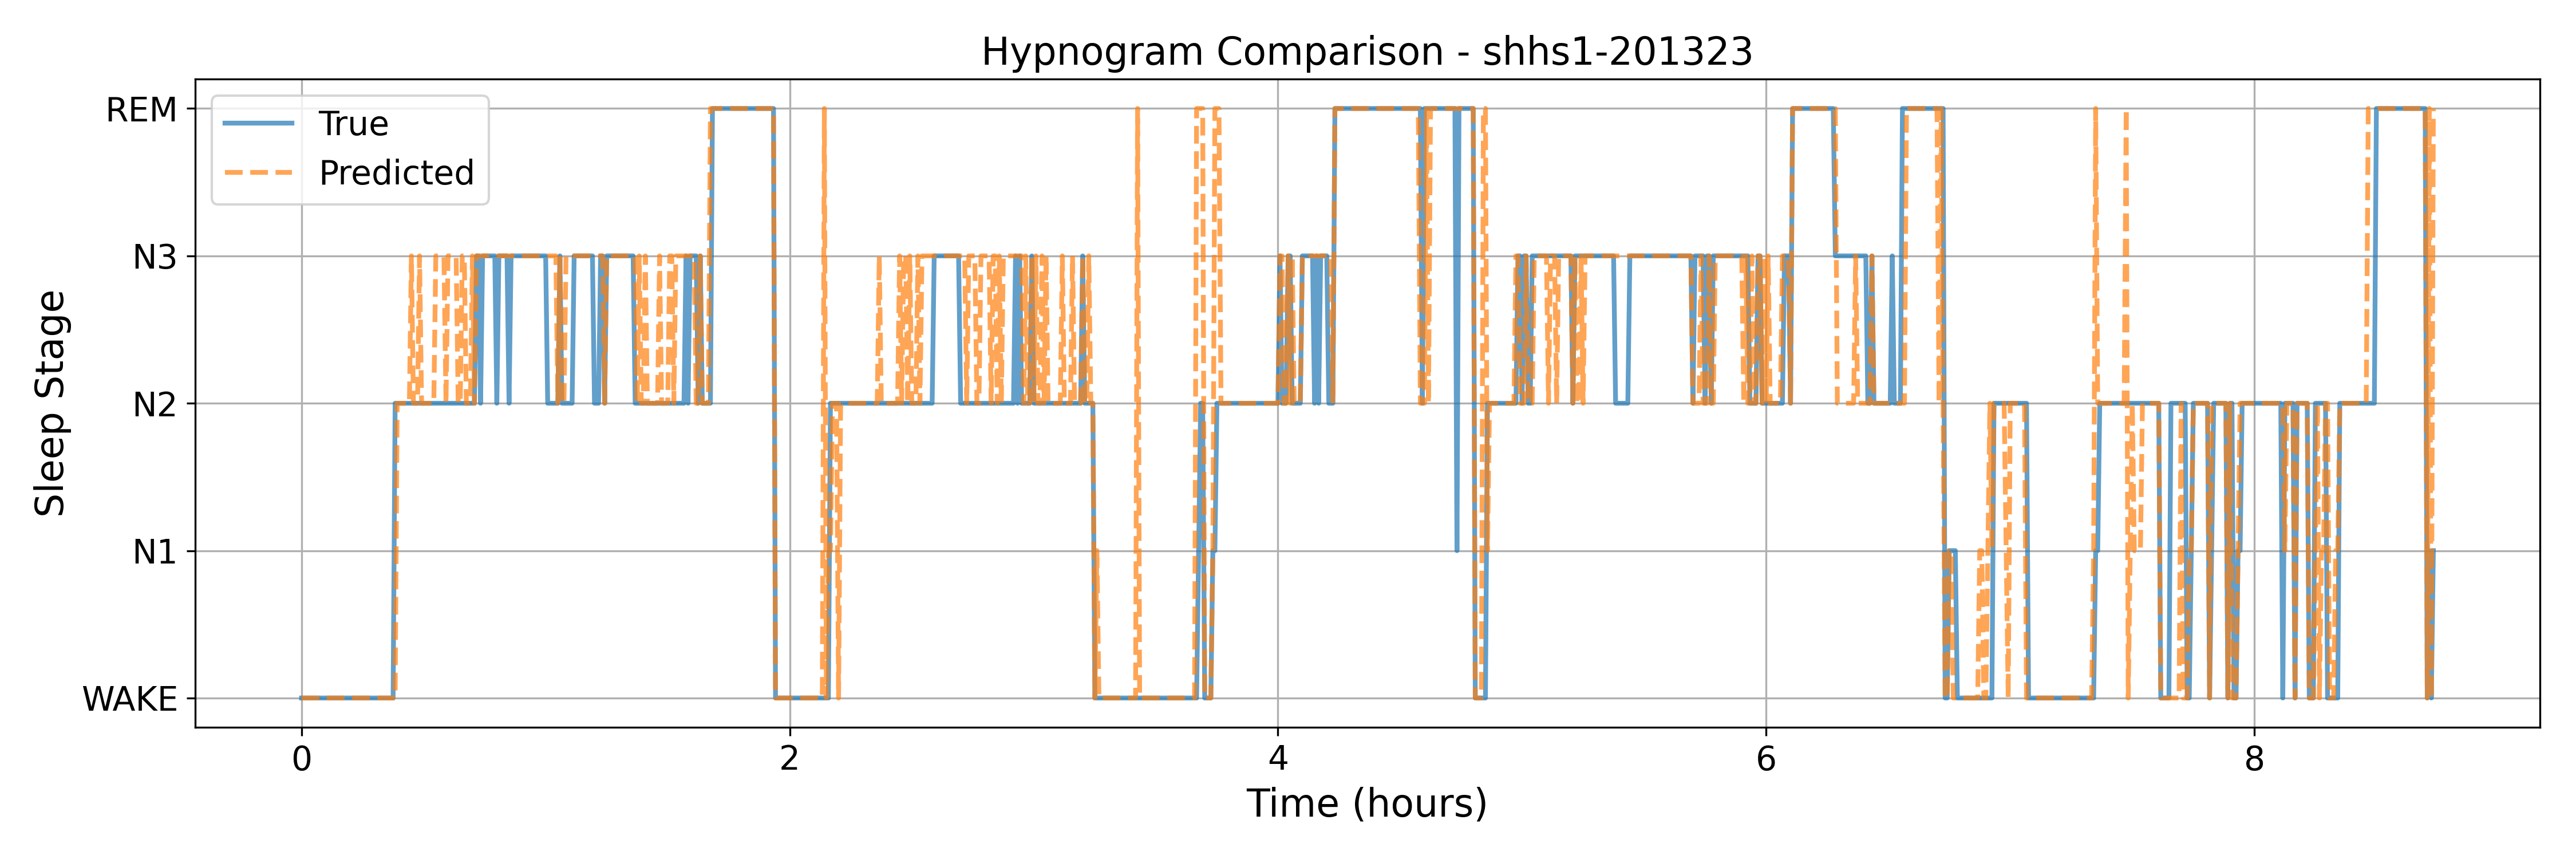 Hypnogram Comparison - shhs1-201323
True
Predicted
Sleep Stage
REM
N3
N2
N1
WAKE
0 2 4 6 8
Time (hours)